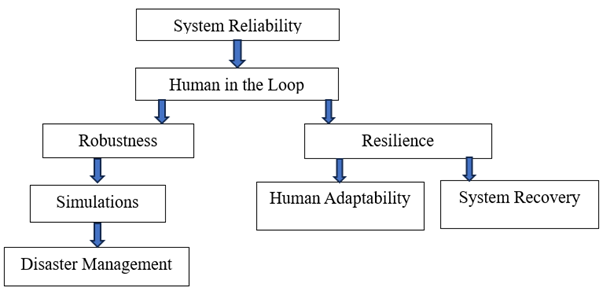 System Reliability
Human in the Loop
Robustness
Resilience
Simulations
Human Adaptability
System Recovery
Disaster Management